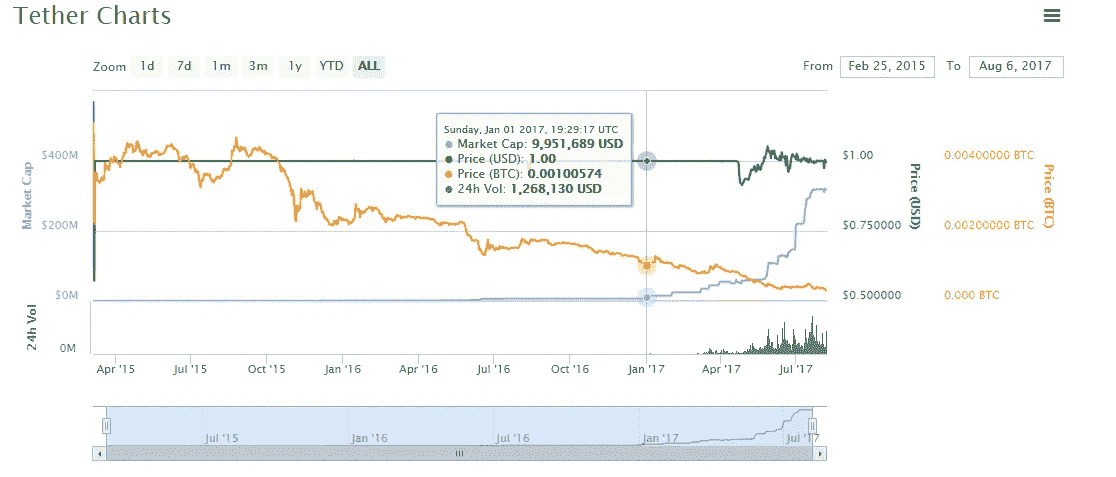 Tether Charts
Zoom 1d 7d 1m 3m 1y YTD ALL
From Feb 25, 2015 To Aug 6, 2017
Sunday, Jan 01 2017, 19:29:17 UTC
Market Cap: 9,951,689 USD
Price (USD): 1.00
Price (BTC): 0.00100574
24h Vol: 1,268,130 USD
Market Cap
$400M
$200M
$0M
24h Vol
0M
$1.00
$0.750000
$0.500000
Price (USD)
0.00400000 BTC
0.00200000 BTC
0.000 BTC
Price (BTC)
Apr '15 Jul '15 Oct '15 Jan '16 Apr '16 Jul '16 Oct '16 Jan '17 Apr '17 Jul '17
Jul '15 Jan '16 Jul '16 Jan '17 Jul '17